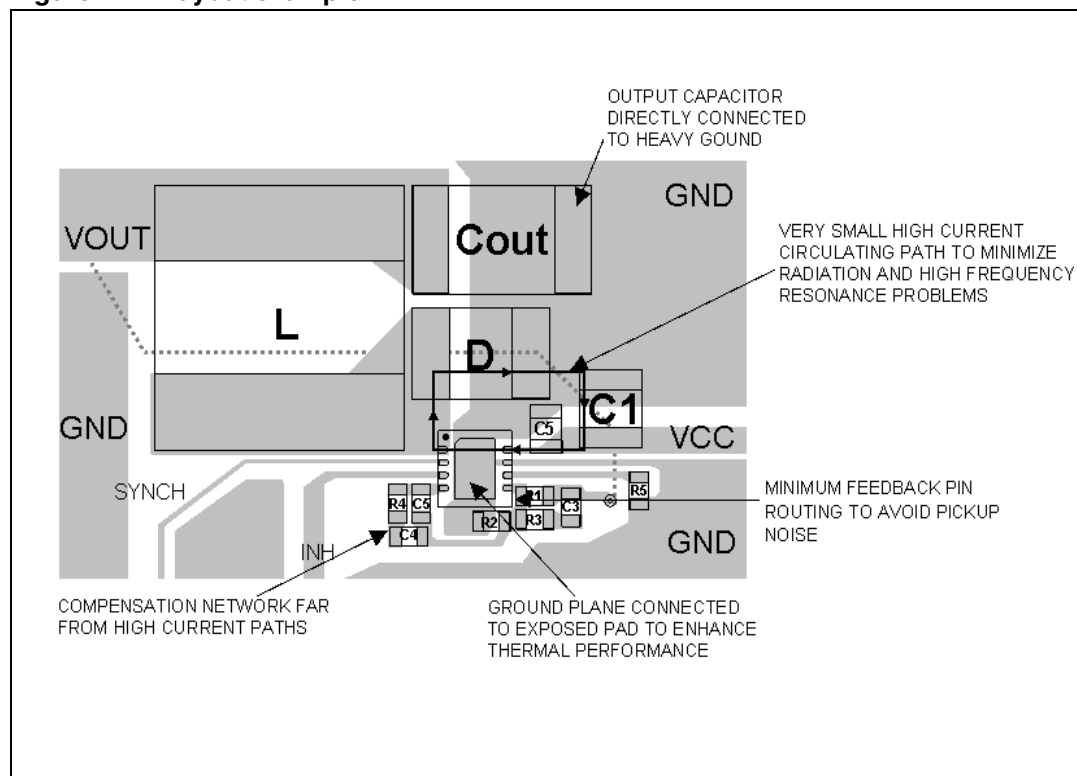 OUTPUT CAPACITOR
DIRECTLY CONNECTED
TO HEAVY GOUND
GND
VERY SMALL HIGH CURRENT
CIRCULATING PATH TO MINIMIZE
RADIATION AND HIGH FREQUENCY
RESONANCE PROBLEMS
VOUT
Cout
L
D
C1
C5
GND
VCC
SYNCH
R4
C5
C4
R2
R1
R3
C3
R5
MINIMUM FEEDBACK PIN
ROUTING TO AVOID PICKUP
NOISE
INH
GND
COMPENSATION NETWORK FAR
FROM HIGH CURRENT PATHS
GROUND PLANE CONNECTED
TO EXPOSED PAD TO ENHANCE
THERMAL PERFORMANCE